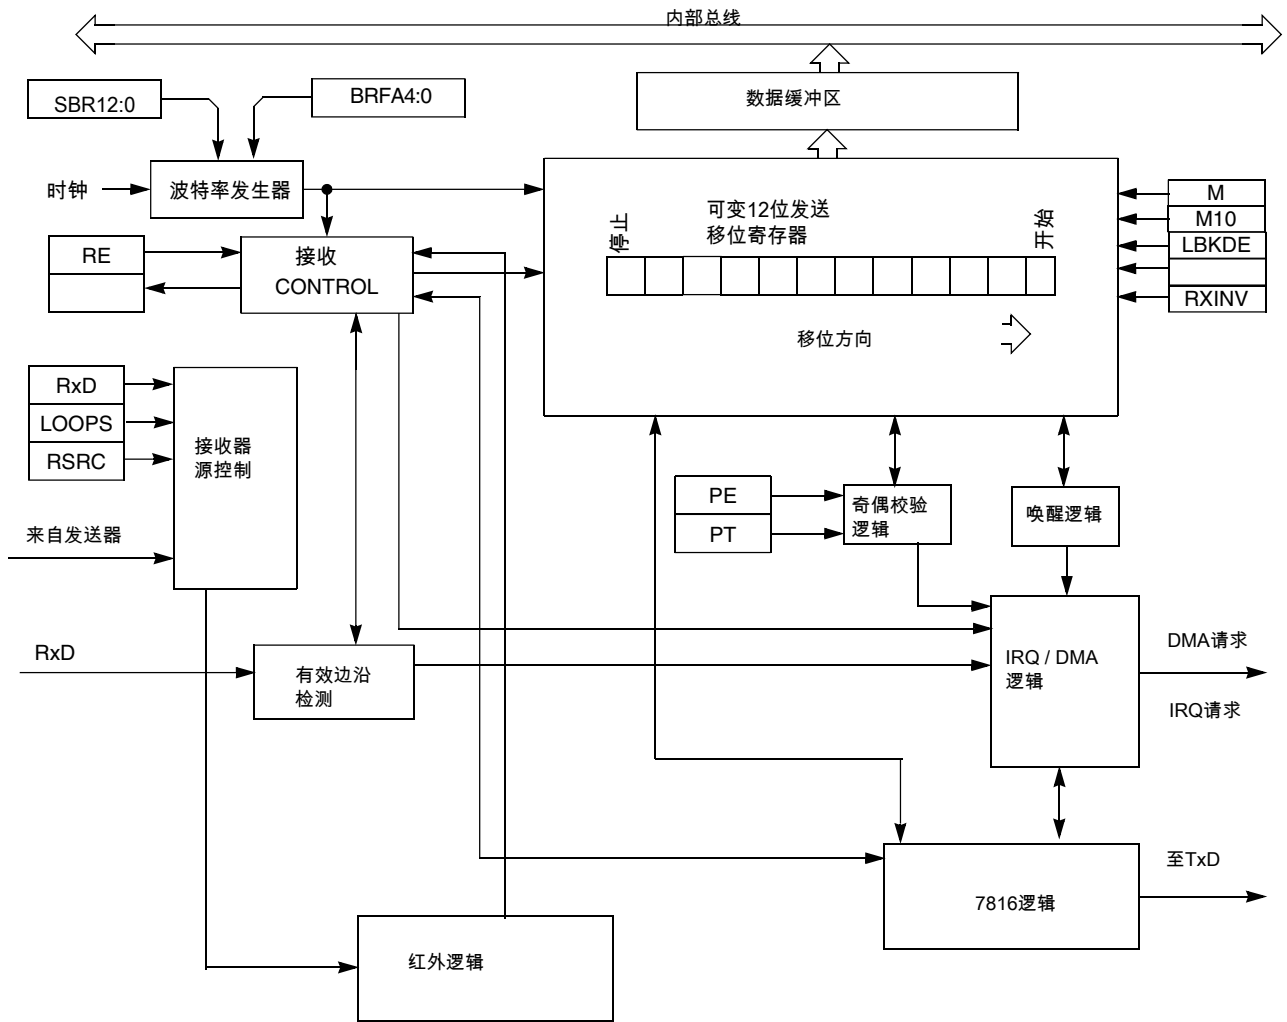 内部总线
数据缓冲区
SBR12:0
BRFA4:0
时钟
波特率发生器
可变12位发送
移位寄存器
停止
开始
移位方向
M
M10
LBKDE
RXINV
RE
接收
CONTROL
RxD
LOOPS
RSRC
接收器
源控制
来自发送器
PE
PT
奇偶校验
逻辑
唤醒逻辑
RxD
有效边沿
检测
IRQ / DMA
逻辑
DMA请求
IRQ请求
7816逻辑
至TxD
红外逻辑